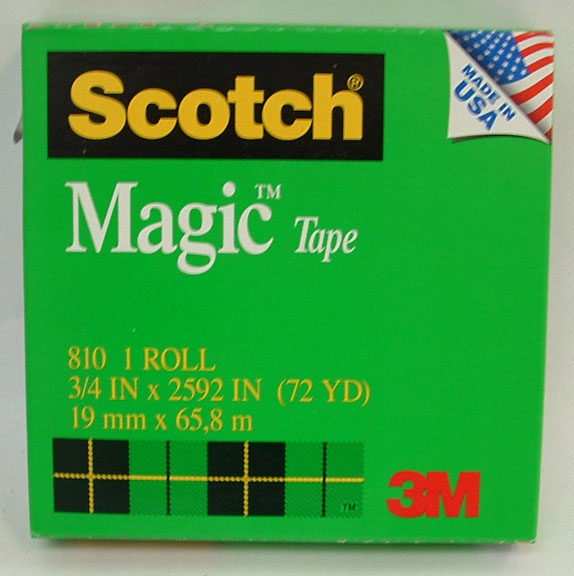 Scotch®
MADE IN
USA
Magic™ Tape
810 1 ROLL
3/4 IN x 2592 IN (72 YD)
19 mm x 65,8 m
TM
3M